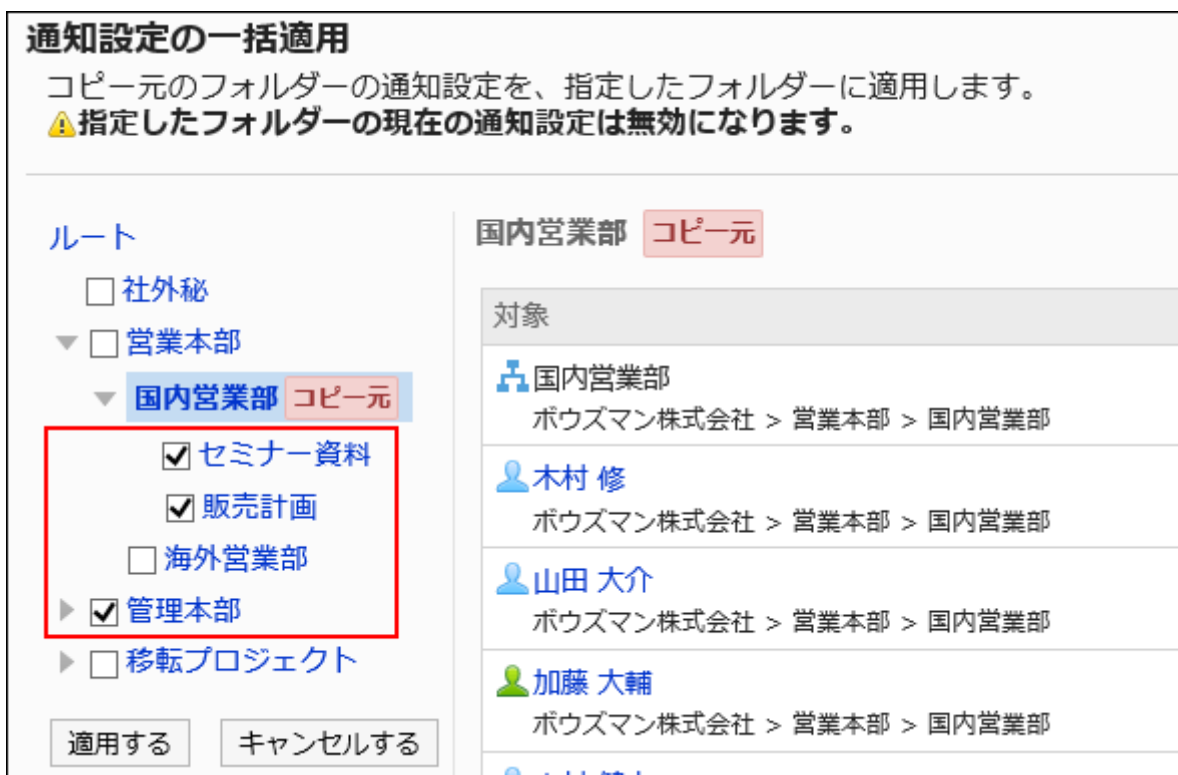 通知設定の一括適用
コピー元のフォルダーの通知設定を、指定したフォルダーに適用します。
指定したフォルダーの現在の通知設定は無効になります。
ルート
社外秘
営業本部
国内営業部 コピー元
セミナー資料
販売計画
海外営業部
管理本部
移転プロジェクト
適用する キャンセルする
国内営業部 コピー元
対象
国内営業部
ボウズマン株式会社 > 営業本部 > 国内営業部
木村 修
ボウズマン株式会社 > 営業本部 > 国内営業部
山田 大介
ボウズマン株式会社 > 営業本部 > 国内営業部
加藤 大輔
ボウズマン株式会社 > 営業本部 > 国内営業部